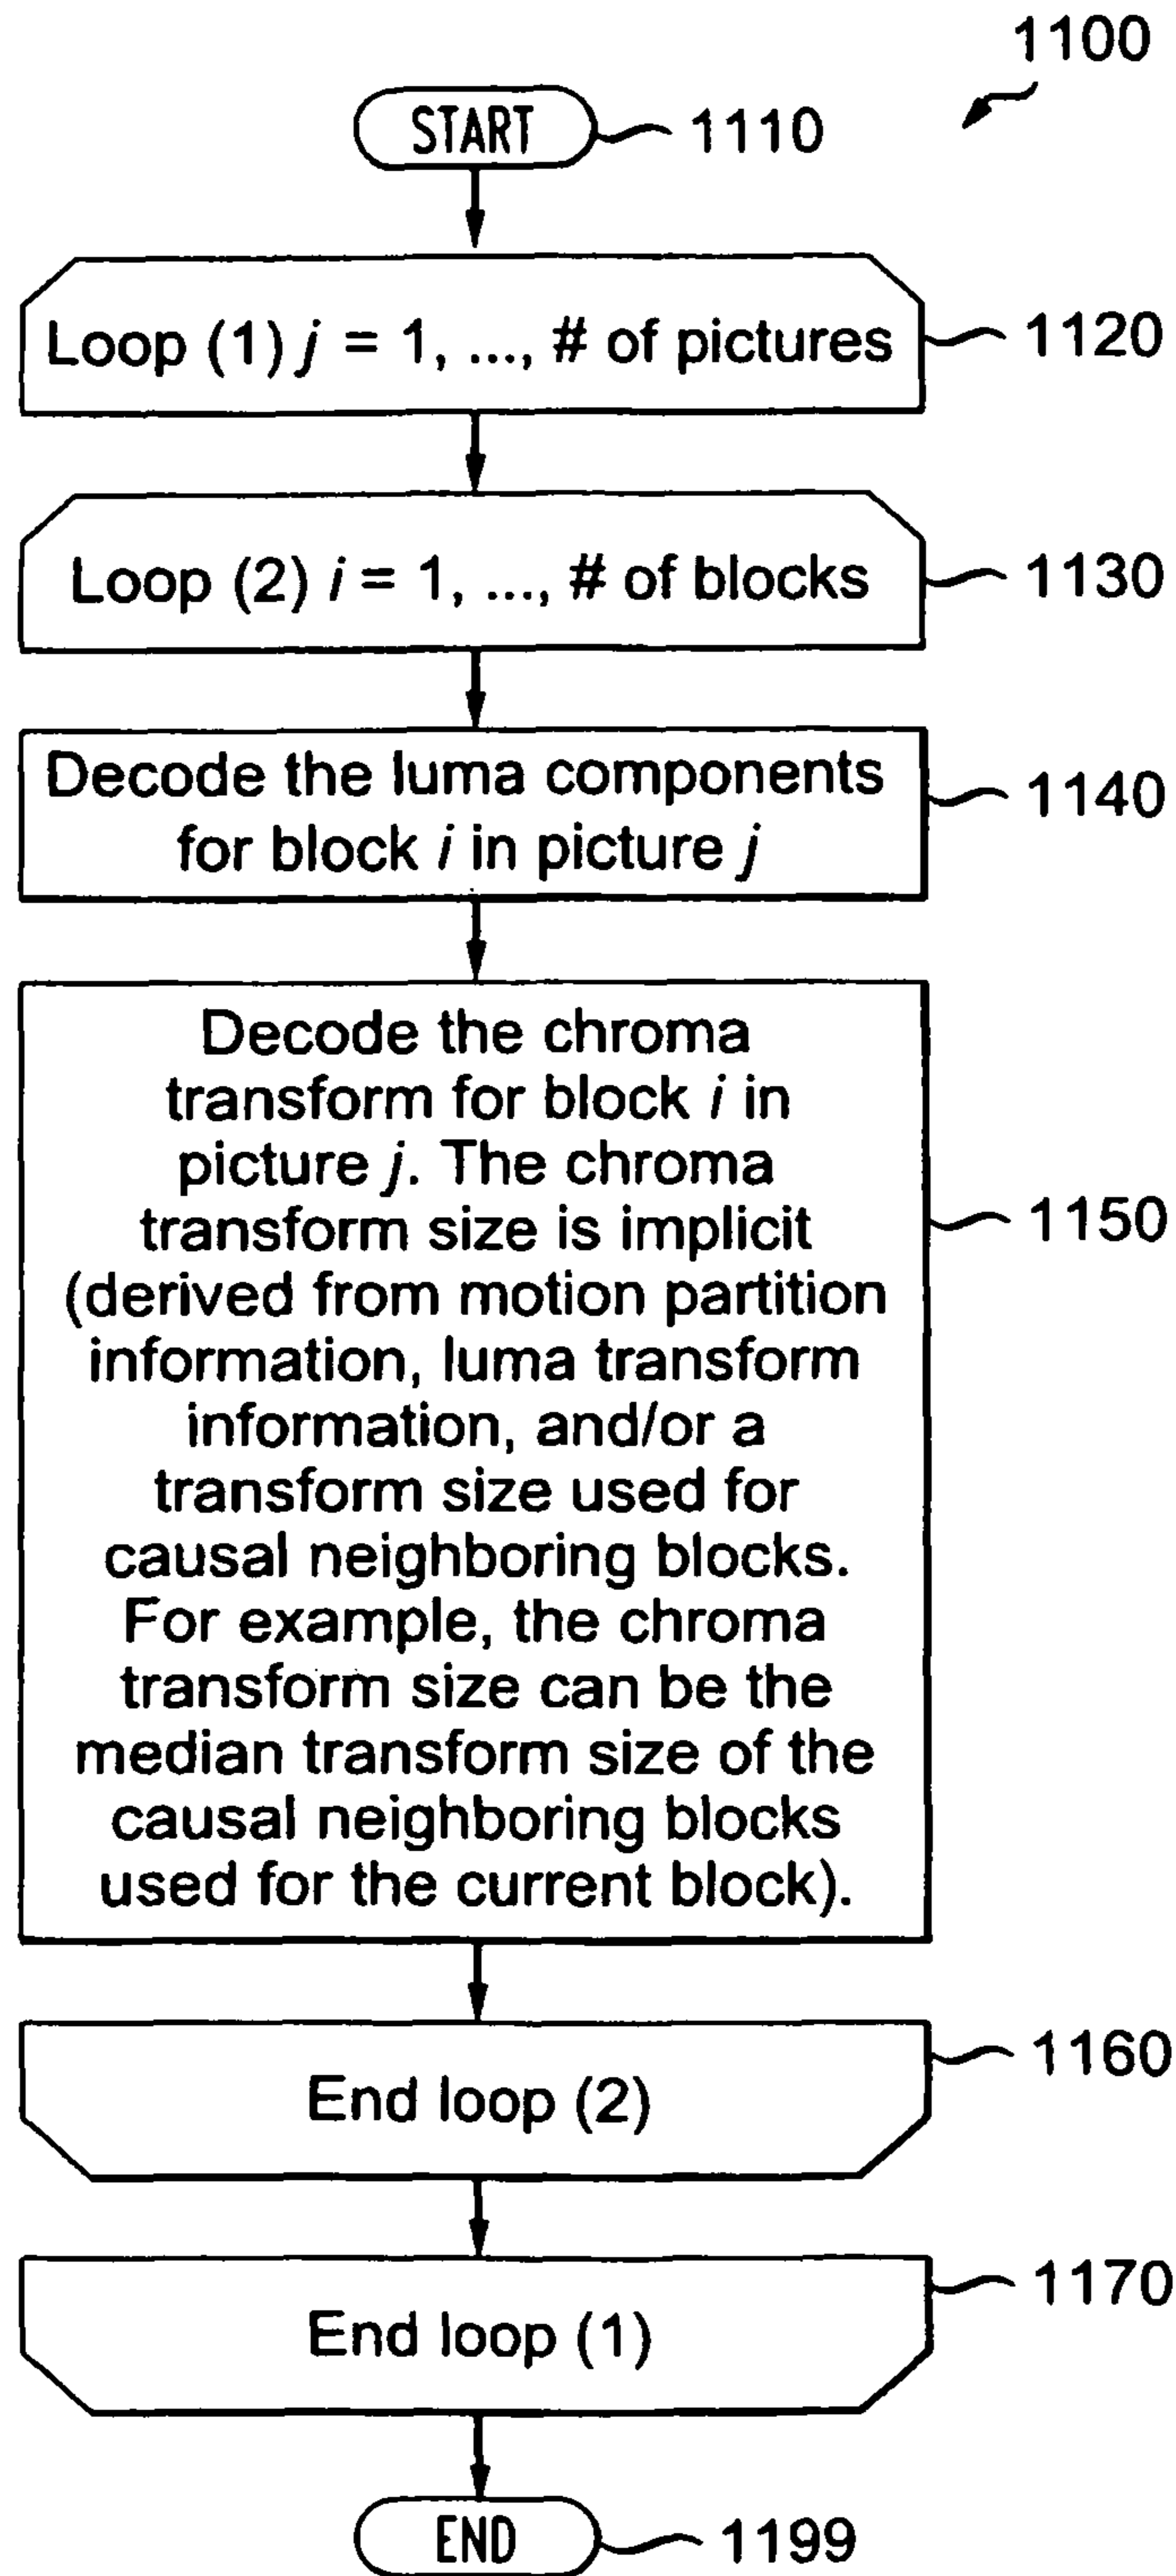 1100
START
1110
Loop (1) j = 1, ..., # of pictures
1120
Loop (2) i = 1, ..., # of blocks
1130
Decode the luma components
for block i in picture j
1140
Decode the chroma
transform for block i in
picture j. The chroma
transform size is implicit
(derived from motion partition
information, luma transform
information, and/or a
transform size used for
causal neighboring blocks.
For example, the chroma
transform size can be the
median transform size of the
causal neighboring blocks
used for the current block).
1150
End loop (2)
1160
End loop (1)
1170
END
1199